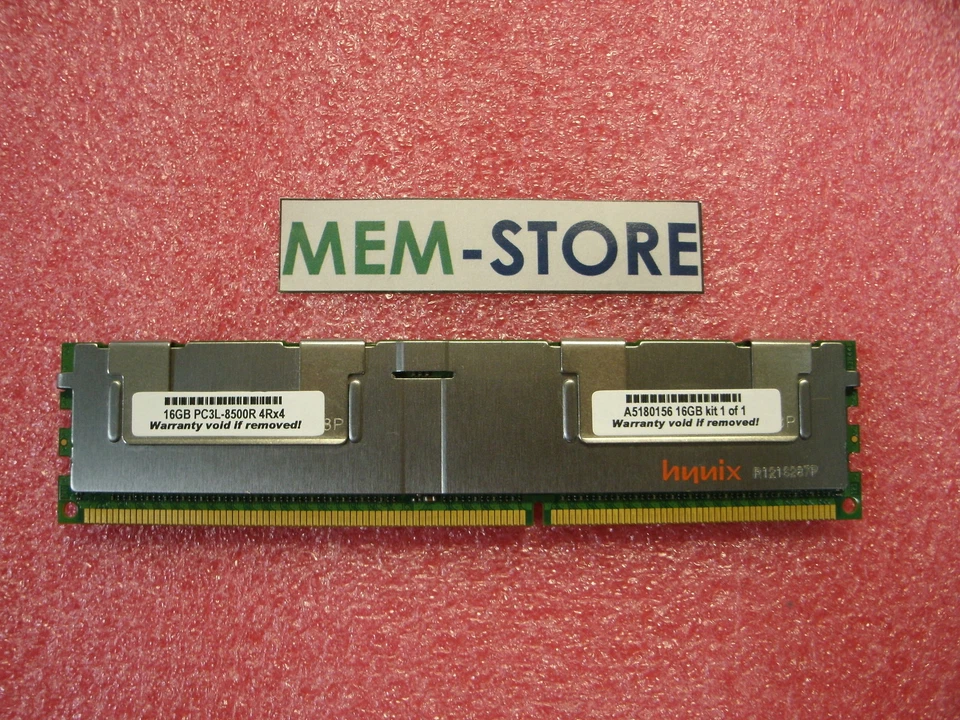 MEM-STORE
16GB PC3L-8500R 4Rx4
Warranty void if removed!
A5180156 16GB kit 1 of 1
Warranty void if removed!
hynix